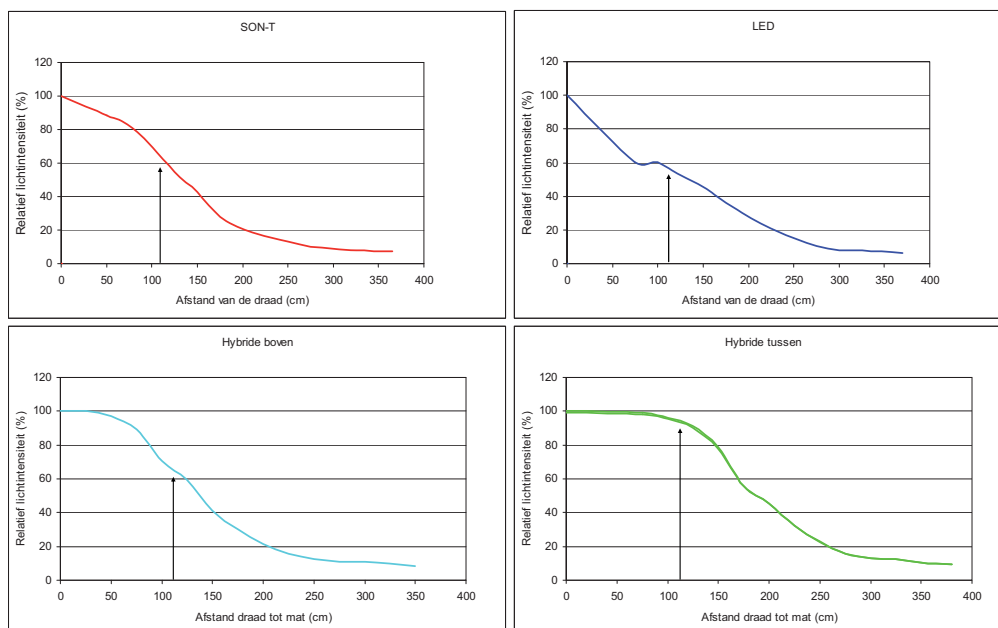 SON-T
Relatief lichtintensiteit (%)
120
100
80
60
40
20
0
0 50 100 150 200 250 300 350 400
Afstand van de draad (cm)
LED
Relatief lichtintensiteit (%)
120
100
80
60
40
20
0
0 50 100 150 200 250 300 350 400
Afstand van de draad (cm)
Hybride boven
Relatief lichtintensiteit (%)
120
100
80
60
40
20
0
0 50 100 150 200 250 300 350 400
Afstand draad tot mat (cm)
Hybride tussen
Relatief lichtintensiteit (%)
120
100
80
60
40
20
0
0 50 100 150 200 250 300 350 400
Afstand draad tot mat (cm)